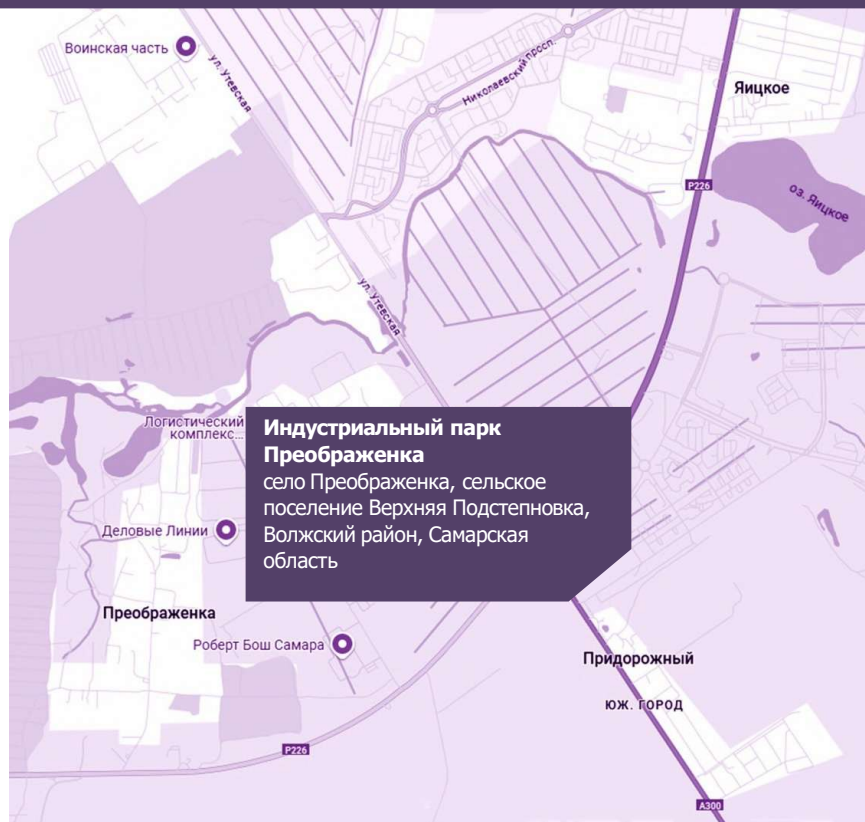 Воинская часть
ул. Утевская
Николаевский просп.
Яицкое
Р226
оз. Яицкое
ул. Утевская
Логистический
комплекс...
Индустриальный парк
Преображенка
село Преображенка, сельское
поселение Верхняя Подстепновка,
Волжский район, Самарская
область
Деловые Линии
Преображенка
Роберт Бош Самара
Придорожный
ЮЖ. ГОРОД
Р226
А300